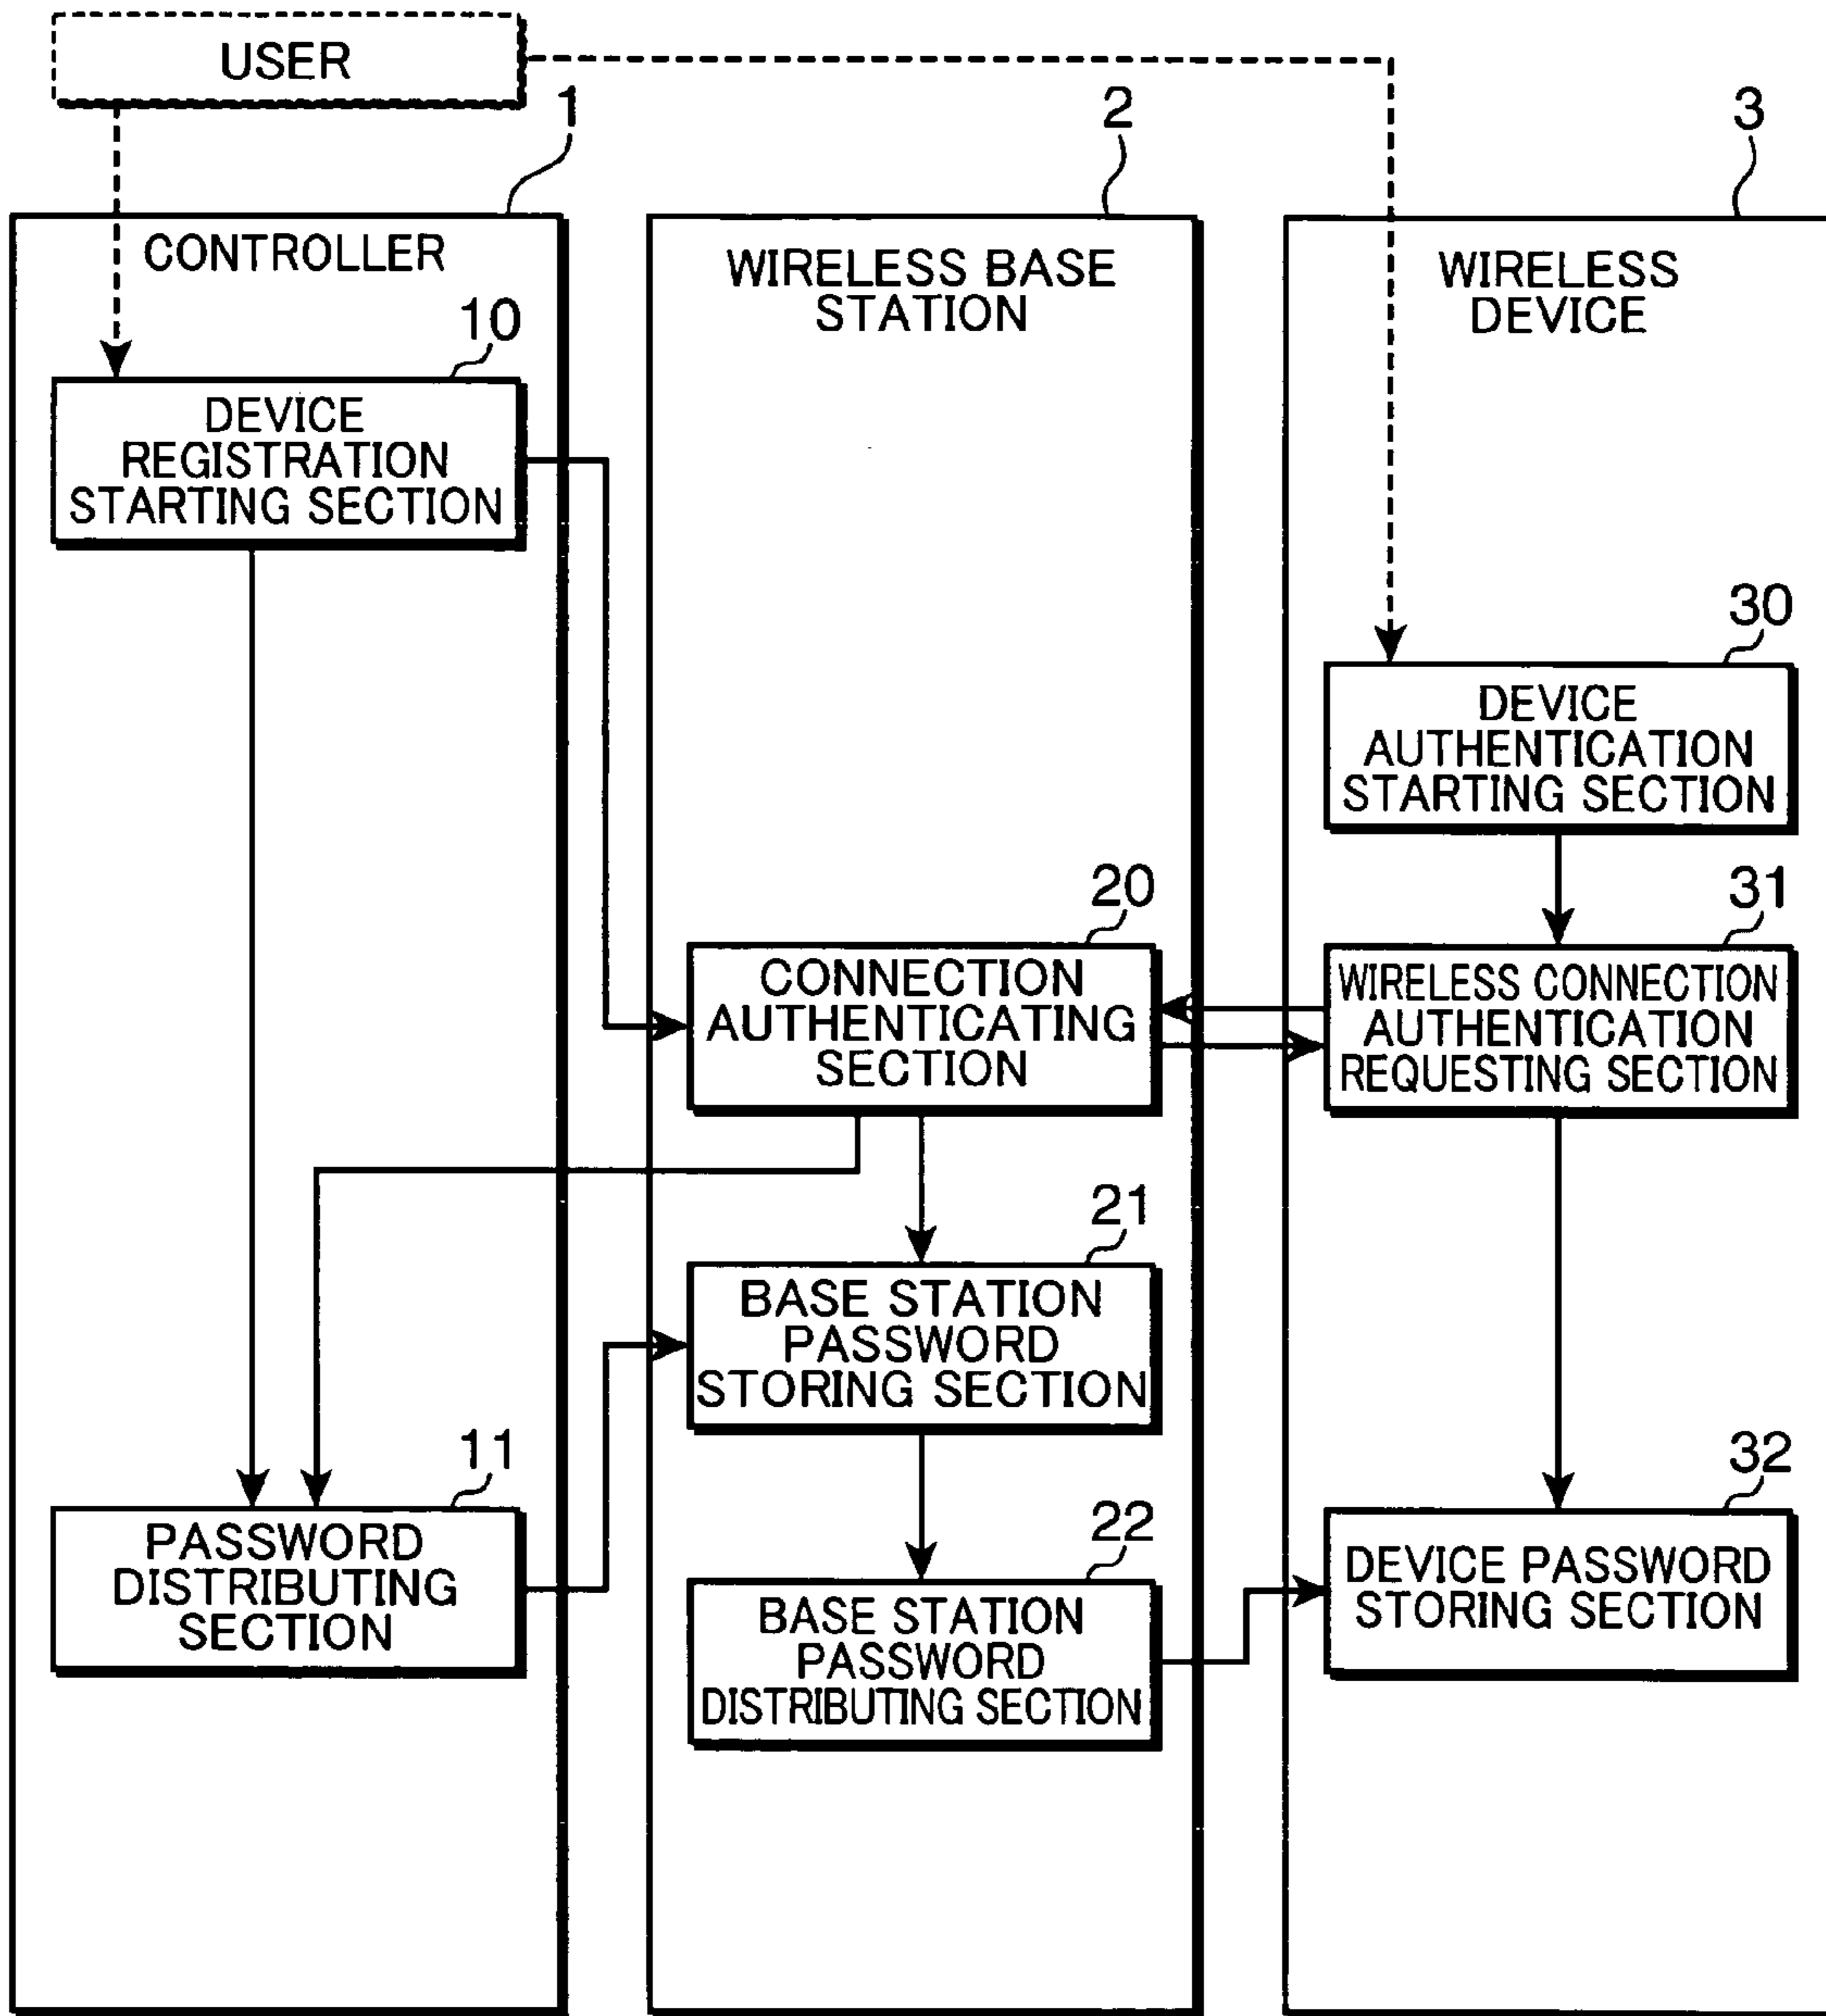 USER
1
2
3
CONTROLLER
WIRELESS BASE
STATION
WIRELESS
DEVICE
10
DEVICE
REGISTRATION
STARTING SECTION
30
DEVICE
AUTHENTICATION
STARTING SECTION
20
CONNECTION
AUTHENTICATING
SECTION
31
WIRELESS CONNECTION
AUTHENTICATION
REQUESTING SECTION
21
BASE STATION
PASSWORD
STORING SECTION
11
PASSWORD
DISTRIBUTING
SECTION
22
BASE STATION
PASSWORD
DISTRIBUTING SECTION
32
DEVICE PASSWORD
STORING SECTION